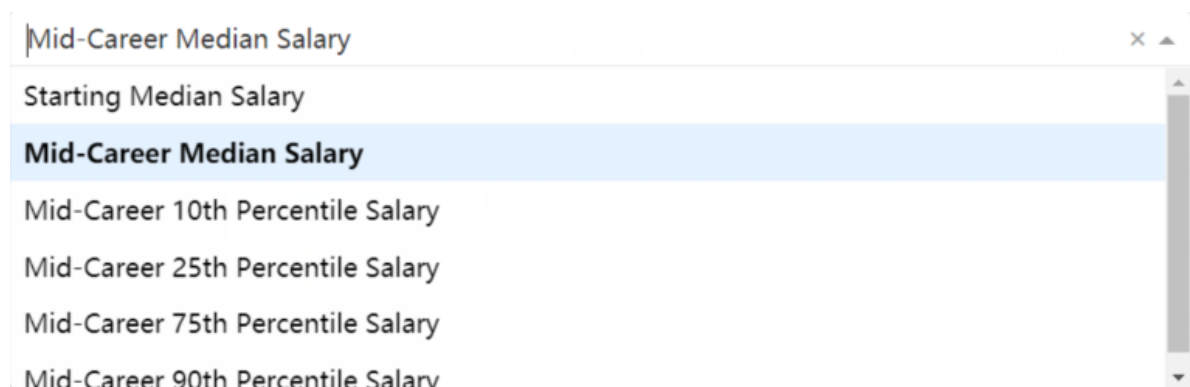 Mid-Career Median Salary
Starting Median Salary
Mid-Career Median Salary
Mid-Career 10th Percentile Salary
Mid-Career 25th Percentile Salary
Mid-Career 75th Percentile Salary
Mid-Career 90th Percentile Salary